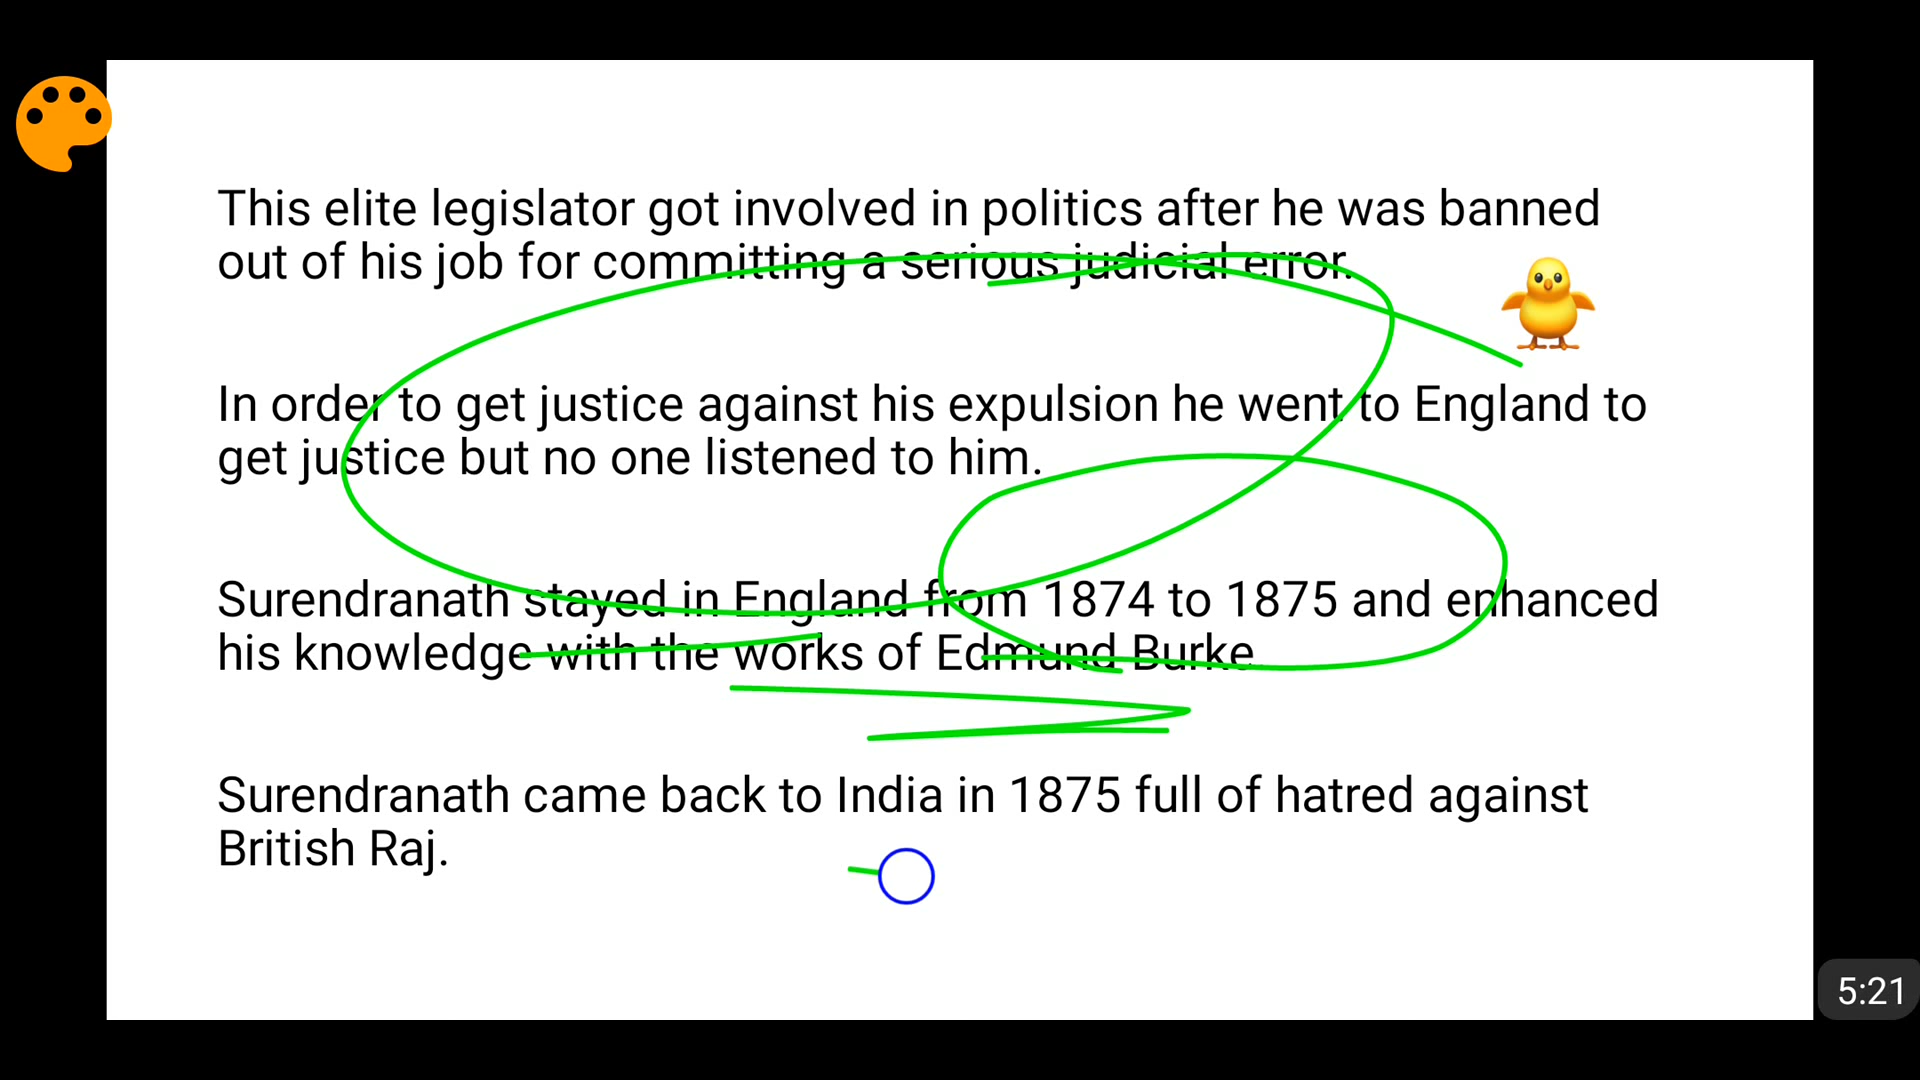 This elite legislator got involved in politics after he was banned
out of his job for committing a serious judicial error.
In order to get justice against his expulsion he went to England to
get justice but no one listened to him.
Surendranath stayed in England from 1874 to 1875 and enhanced
his knowledge with the works of Edmund Burke.
Surendranath came back to India in 1875 full of hatred against
British Raj.
5:21